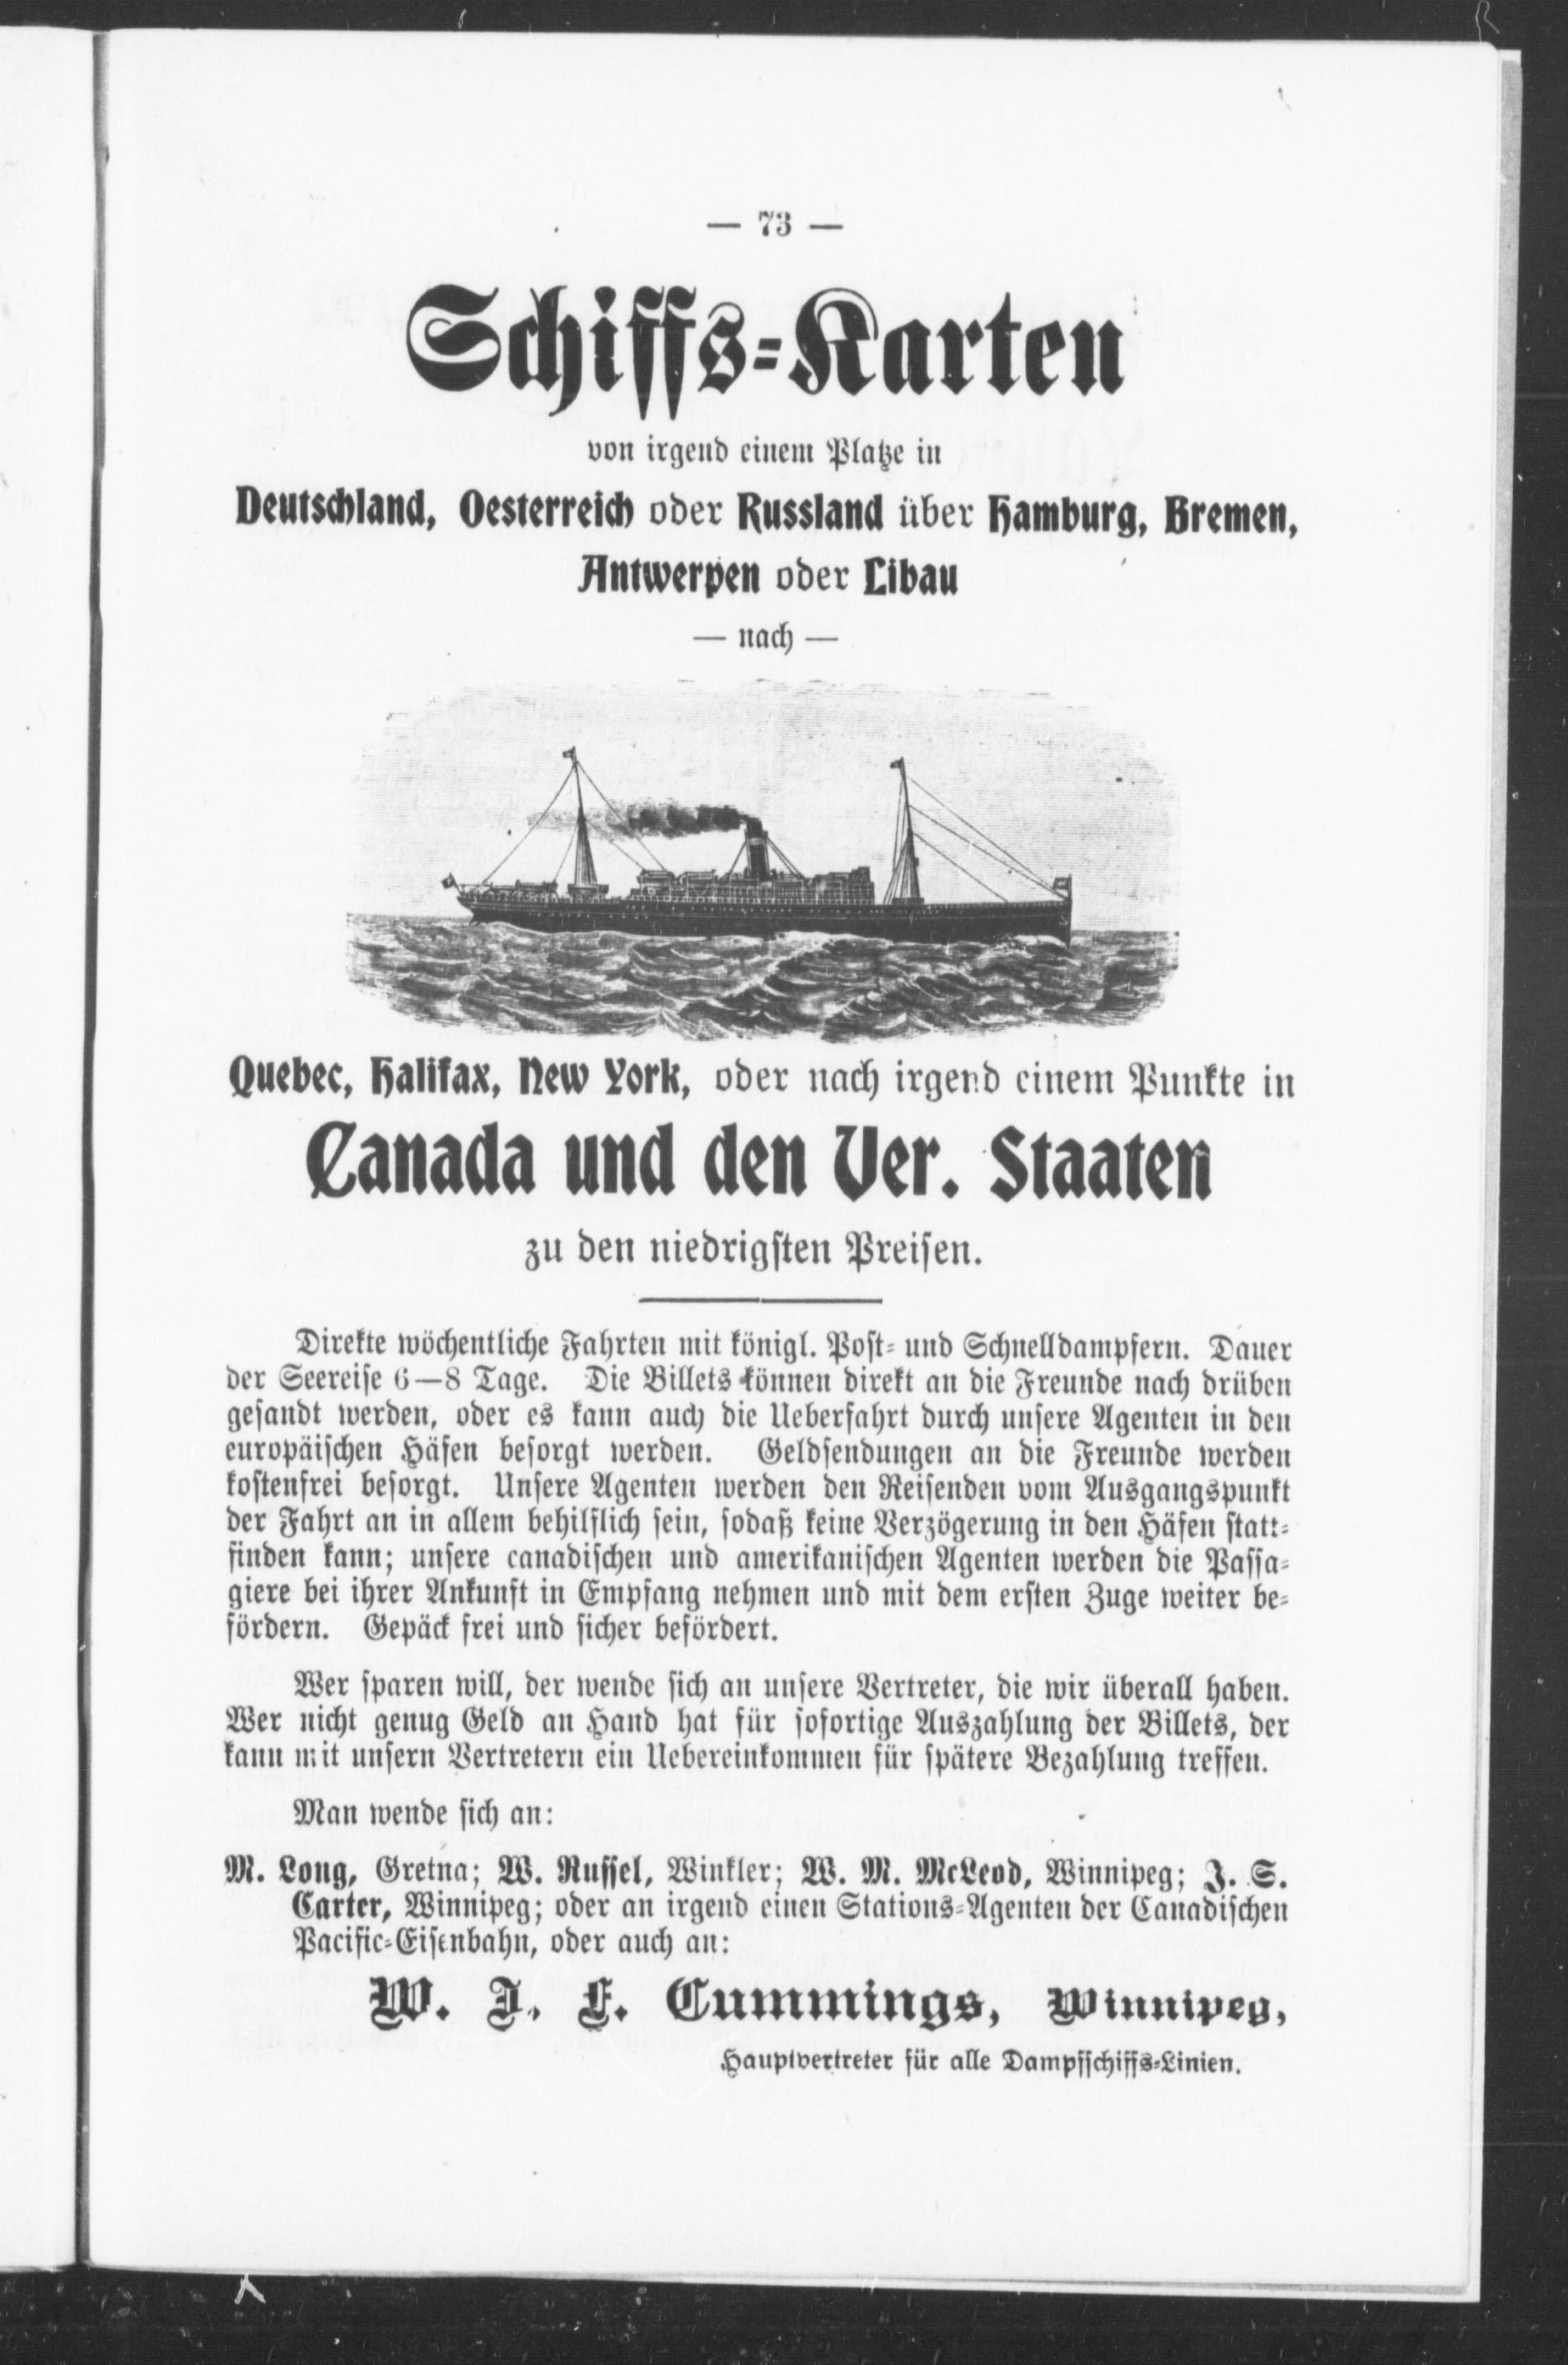 — 73 —
Schiffs-Karten
von irgend einem Platze in
Deutschland, Oesterreich oder Russland über Hamburg, Bremen,
Antwerpen oder Libau
— nach —
Quebec, Halifax, New York, oder nach irgend einem Punkte in
Canada und den Ver. Staaten
zu den niedrigsten Preisen.
Direkte wöchentliche Fahrten mit königl. Post- und Schnelldampfern. Dauer
der Seereise 6—8 Tage. Die Billets können direkt an die Freunde nach drüben
gesandt werden, oder es kann auch die Ueberfahrt durch unsere Agenten in den
europäischen Häfen besorgt werden. Geldsendungen an die Freunde werden
kostenfrei besorgt. Unsere Agenten werden den Reisenden vom Ausgangspunkt
der Fahrt an in allem behilflich sein, sodaß keine Verzögerung in den Häfen statt-
finden kann; unsere canadischen und amerikanischen Agenten werden die Passa-
giere bei ihrer Ankunft in Empfang nehmen und mit dem ersten Zuge weiter be-
fördern. Gepäck frei und sicher befördert.
Wer sparen will, der wende sich an unsere Vertreter, die wir überall haben.
Wer nicht genug Geld an Hand hat für sofortige Auszahlung der Billets, der
kann mit unsern Vertretern ein Uebereinkommen für spätere Bezahlung treffen.
Man wende sich an:
M. Long, Gretna; W. Russel, Winkler; W. M. McLeod, Winnipeg; J. S.
Carter, Winnipeg; oder an irgend einen Stations-Agenten der Canadischen
Pacific-Eisenbahn, oder auch an:
W. J. F. Cummings, Winnipeg,
Hauptvertreter für alle Dampfschiffs-Linien.